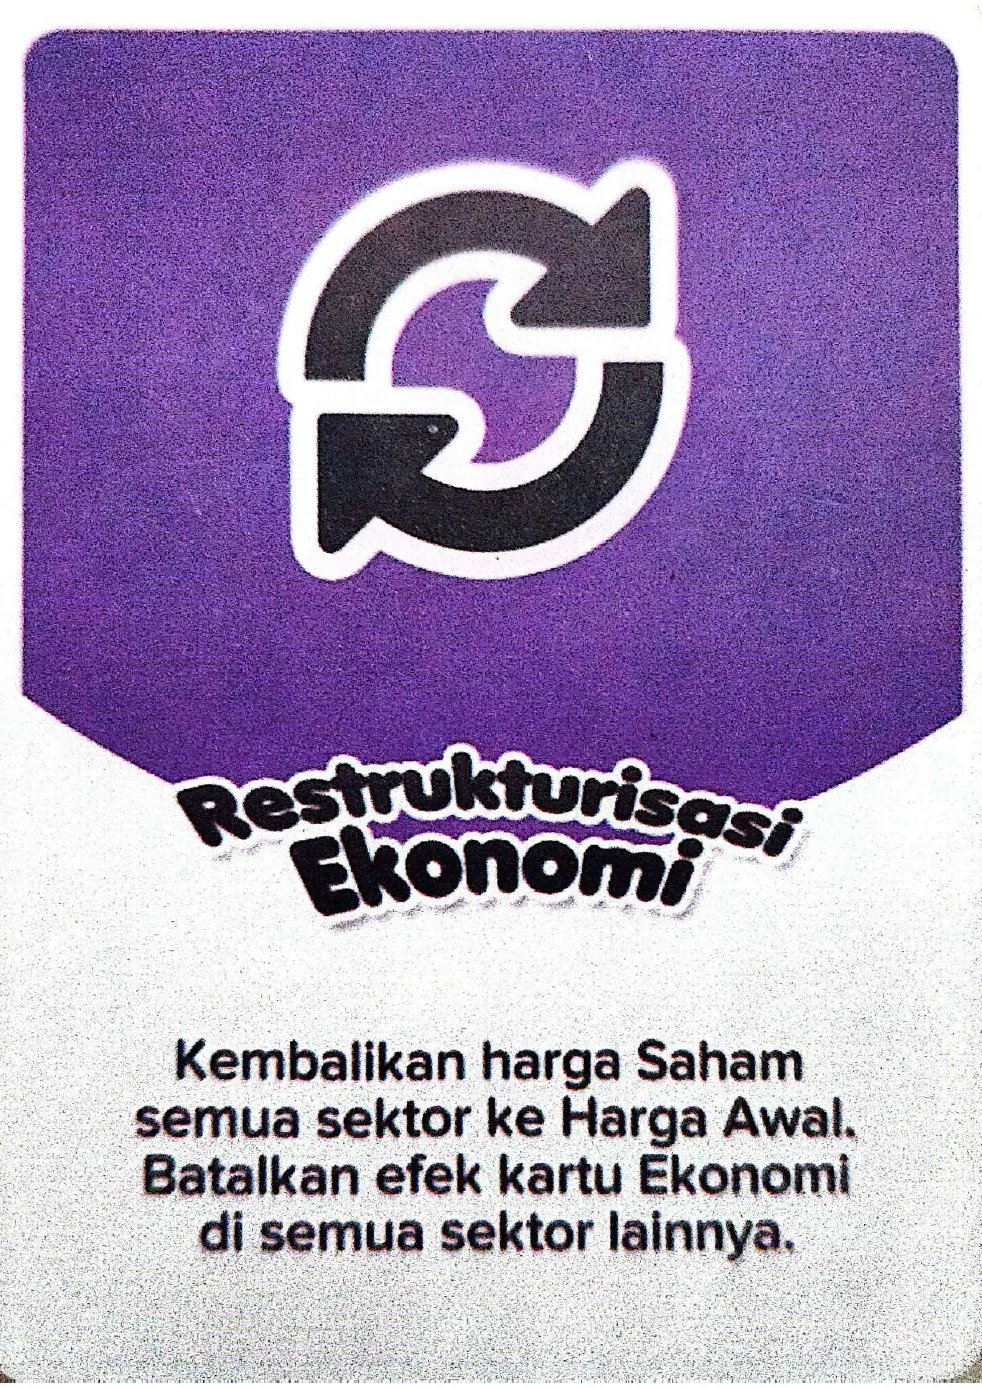 Restrukturisasi
Ekonomi
Kembalikan harga Saham
semua sektor ke Harga Awal.
Batalkan efek kartu Ekonomi
di semua sektor lainnya.